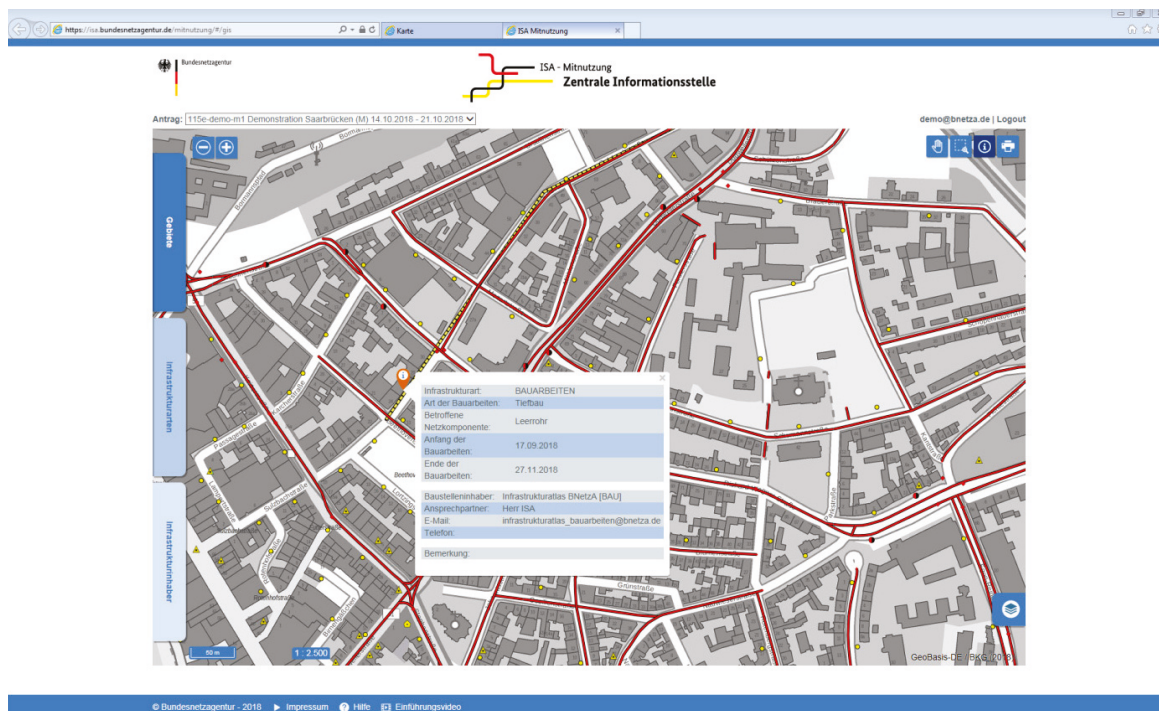 https://isa.bundesnetzagentur.de/mitnutzung/#/gis
Karte
ISA Mitnutzung
Bundesnetzagentur
ISA - Mitnutzung
Zentrale Informationsstelle
Antrag: 115e-demo-m1 Demonstration Saarbrücken (M) 14.10.2018 - 21.10.2018
demo@bnetza.de | Logout
Gebiete
Infrastrukturarten
Infrastrukturinhaber
Kaiserstraße
Passagestraße
Sulzbachstraße
Grünstraße
Infrastrukturart: BAUARBEITEN
Art der Bauarbeiten: Tiefbau
Betroffene
Netzkomponente: Leerrohr
Anfang der
Bauarbeiten: 17.09.2018
Ende der
Bauarbeiten: 27.11.2018
Baustelleninhaber: Infrastrukturatlas BNetzA [BAU]
Ansprechpartner: Herr ISA
E-Mail: infrastrukturatlas_bauarbeiten@bnetza.de
Telefon:
Bemerkung:
50 m
1 : 2.500
GeoBasis-DE / BKG (2018)
© Bundesnetzagentur - 2018 Impressum Hilfe Einführungsvideo